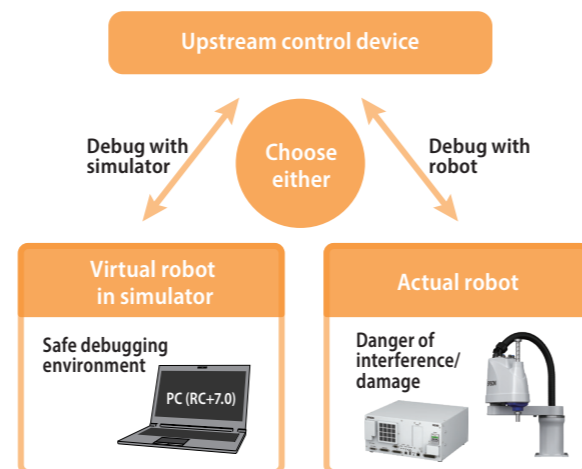 Upstream control device
Debug with
simulator
Choose
either
Debug with
robot
Virtual robot
in simulator
Actual robot
Safe debugging
environment
PC (RC+7.0)
Danger of
interference/
damage